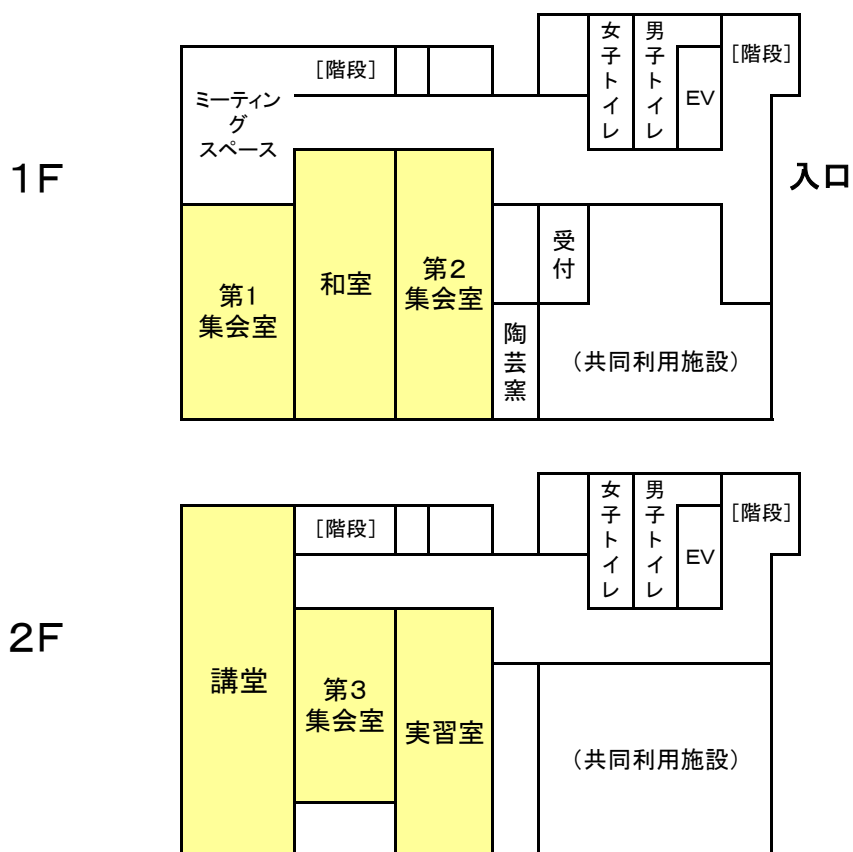 1F
女子トイレ
男子トイレ
[階段]
[階段]
EV
ミーティン
グ
スペース
入口
受付
第1
集会室
和室
第2
集会室
陶芸窯
（共同利用施設）
2F
女子トイレ
男子トイレ
[階段]
[階段]
EV
講堂
第3
集会室
実習室
（共同利用施設）